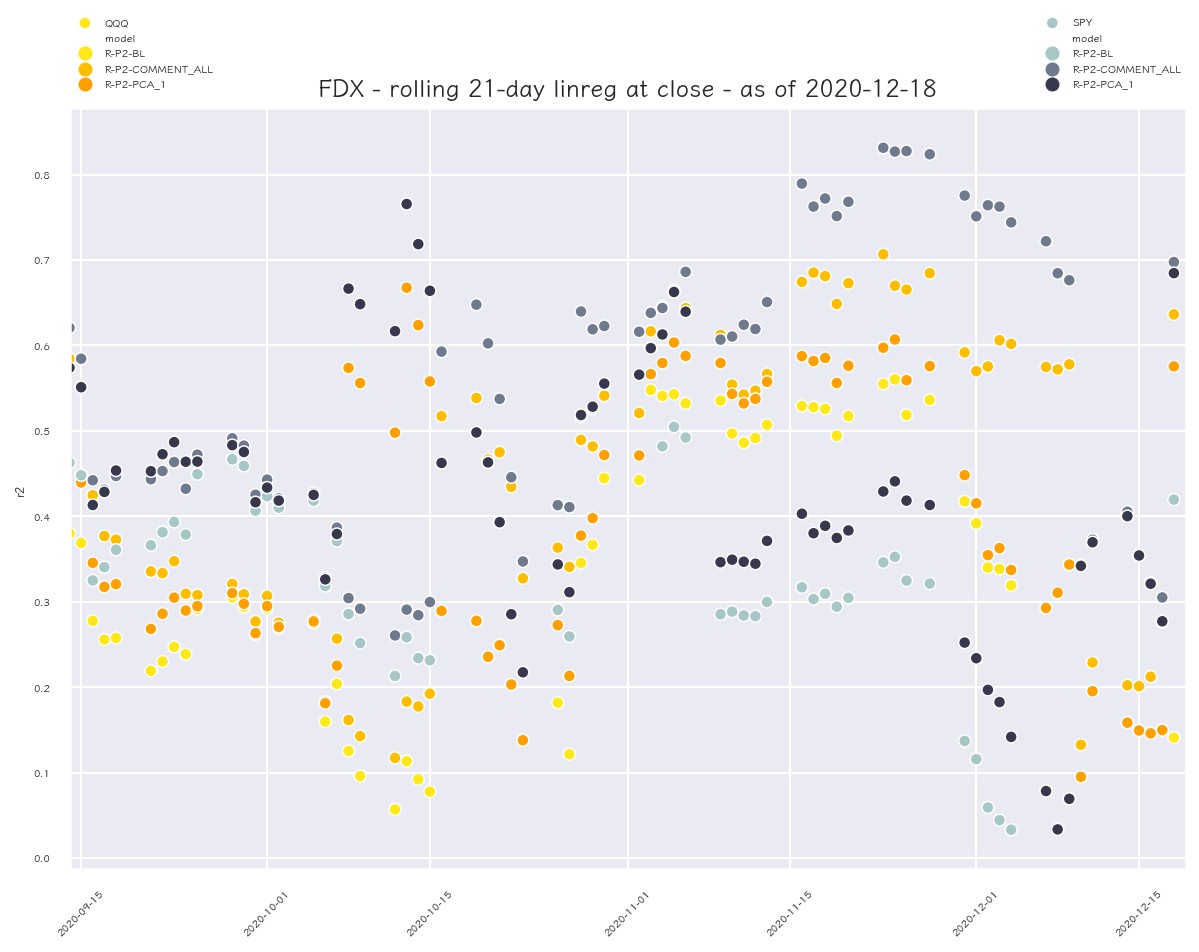 QQQ
model
R-P2-BL
R-P2-COMMENT_ALL
R-P2-PCA_1
SPY
model
R-P2-BL
R-P2-COMMENT_ALL
R-P2-PCA_1
FDX - rolling 21-day linreg at close - as of 2020-12-18
r2
0.8
0.7
0.6
0.5
0.4
0.3
0.2
0.1
0.0
2020-09-15
2020-10-01
2020-10-15
2020-11-01
2020-11-15
2020-12-01
2020-12-15